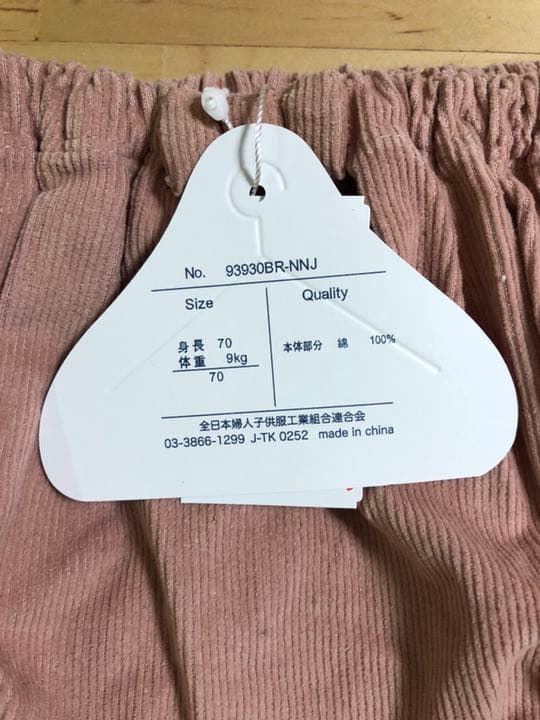 No. 93930BR-NNJ
Size
Quality
身長 70
体重 9kg
70
本体部分 綿 100%
全日本婦人子供服工業組合連合会
03-3866-1299 J-TK 0252 made in china